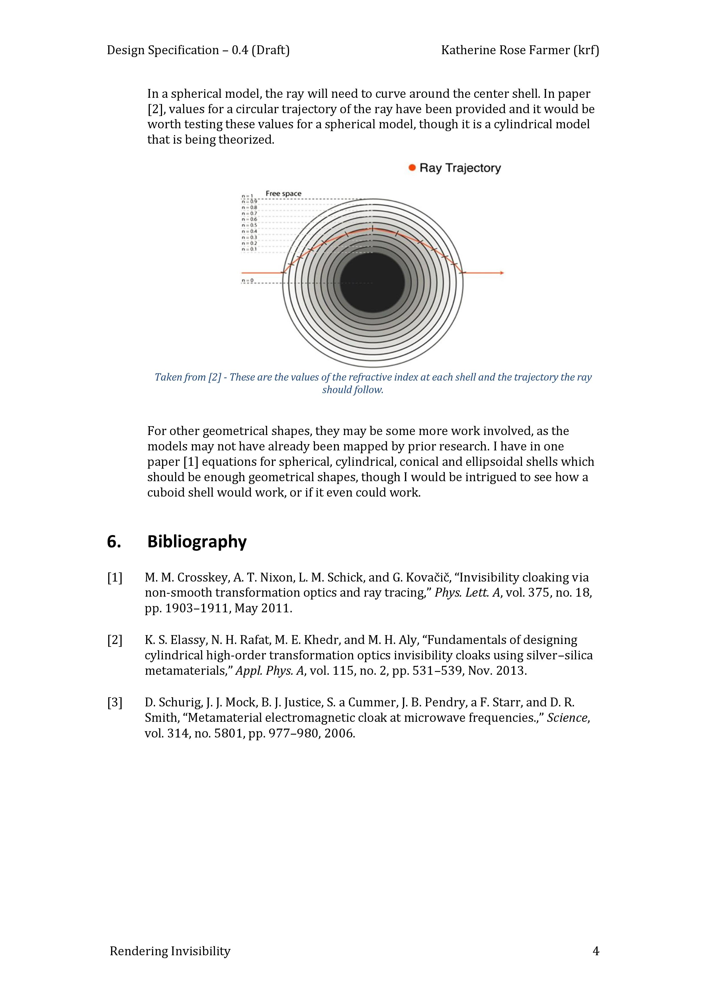 Design Specification – 0.4 (Draft) Katherine Rose Farmer (krf)
In a spherical model, the ray will need to curve around the center shell. In paper
[2], values for a circular trajectory of the ray have been provided and it would be
worth testing these values for a spherical model, though it is a cylindrical model
that is being theorized.
Ray Trajectory
Free space
n = 1
n = 0.9
n = 0.8
n = 0.7
n = 0.6
n = 0.5
n = 0.4
n = 0.3
n = 0.2
n = 0.1
n = 0
Taken from [2] - These are the values of the refractive index at each shell and the trajectory the ray
should follow.
For other geometrical shapes, they may be some more work involved, as the
models may not have already been mapped by prior research. I have in one
paper [1] equations for spherical, cylindrical, conical and ellipsoidal shells which
should be enough geometrical shapes, though I would be intrigued to see how a
cuboid shell would work, or if it even could work.
6. Bibliography
[1] M. M. Crosskey, A. T. Nixon, L. M. Schick, and G. Kovačič, “Invisibility cloaking via
non-smooth transformation optics and ray tracing,” Phys. Lett. A, vol. 375, no. 18,
pp. 1903–1911, May 2011.
[2] K. S. Elassy, N. H. Rafat, M. E. Khedr, and M. H. Aly, “Fundamentals of designing
cylindrical high-order transformation optics invisibility cloaks using silver–silica
metamaterials,” Appl. Phys. A, vol. 115, no. 2, pp. 531–539, Nov. 2013.
[3] D. Schurig, J. J. Mock, B. J. Justice, S. a Cummer, J. B. Pendry, a F. Starr, and D. R.
Smith, “Metamaterial electromagnetic cloak at microwave frequencies.,” Science,
vol. 314, no. 5801, pp. 977–980, 2006.
Rendering Invisibility 4